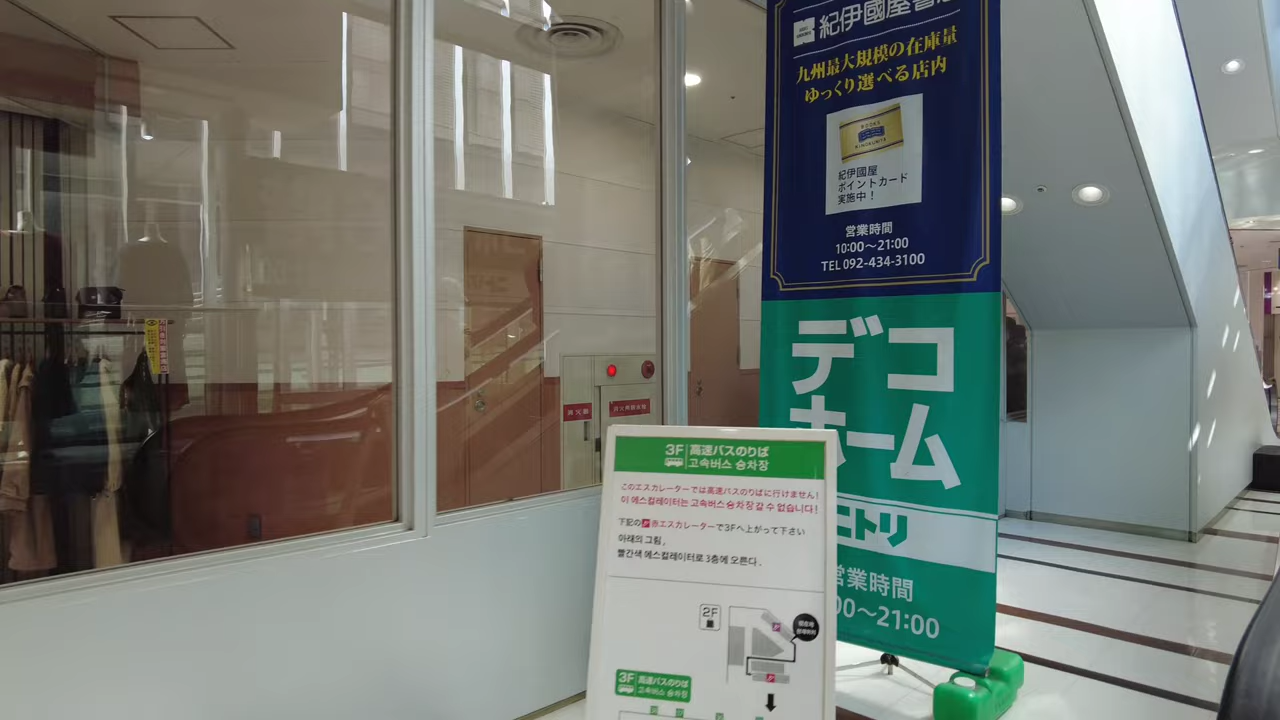 紀伊國屋書店
九州最大規模の在庫量
ゆっくり選べる店内
BOOKS
KINOKUNIYA
紀伊國屋
ポイントカード
実施中!
営業時間
10:00〜21:00
TEL 092-434-3100
デコ
ホーム
ニトリ
営業時間
00〜21:00
3F 高速バスのりば
고속버스 승차장
このエスカレーターでは高速バスのりばに行けません!
이 에스컬레이터는 고속버스 승차장 갈 수 없습니다!
下記の赤エスカレーターで3Fへ上がって下さい
아래의 그림,
빨간색 에스컬레이터로 3층에 오른다.
2F
3F 高速バスのりば
고속버스 승차장
消火器